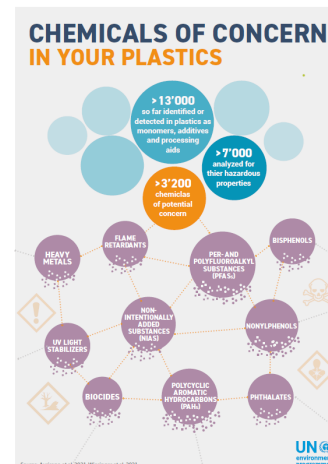 CHEMICALS OF CONCERN
IN YOUR PLASTICS
>13'000
so far identified or
detected in plastics as
monomers, additives
and processing
aids
>7'000
analyzed for
thier hazardous
properties
>3'200
chemiclas
of potential
concern
HEAVY
METALS
FLAME
RETARDANTS
PER- AND
POLYFLUOROALKYL
SUBSTANCES
(PFASs)
BISPHENOLS
NON-
INTENTIONALLY
ADDED
SUBSTANCES
(NIAS)
NONYLPHENOLS
UV LIGHT
STABILIZERS
BIOCIDES
POLYCYCLIC
AROMATIC
HYDROCARBONS
(PAHs)
PHTHALATES
UN
environment